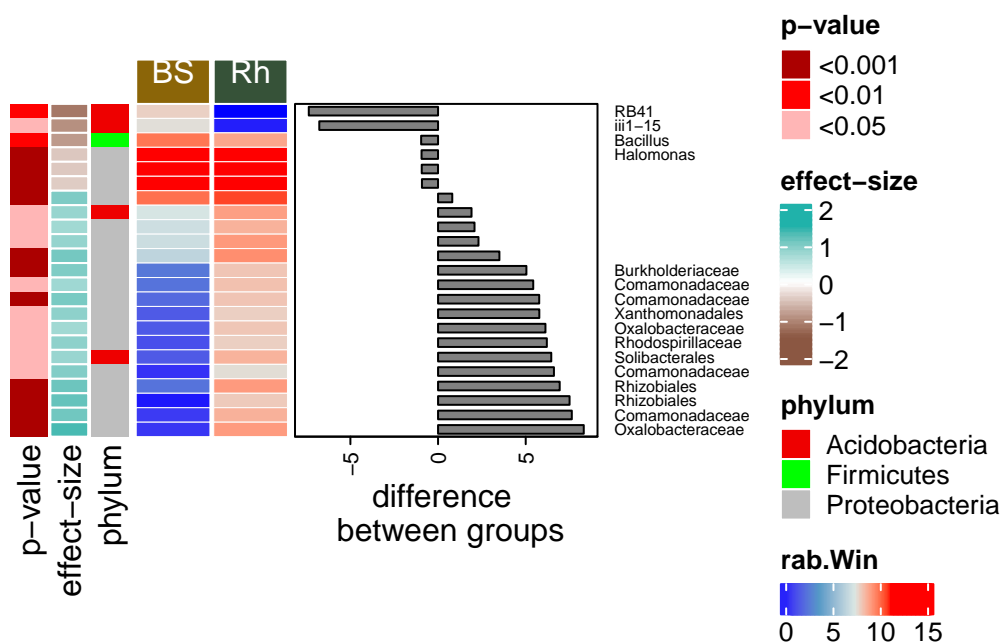 BS
Rh
RB41
iii1−15
Bacillus
Halomonas
Burkholderiaceae
Comamonadaceae
Comamonadaceae
Xanthomonadales
Oxalobacteraceae
Rhodospirillaceae
Solibacterales
Comamonadaceae
Rhizobiales
Rhizobiales
Comamonadaceae
Oxalobacteraceae
−5
0
5
difference
between groups
p−value
effect−size
phylum
p−value
<0.001
<0.01
<0.05
effect−size
2
1
0
−1
−2
phylum
Acidobacteria
Firmicutes
Proteobacteria
rab.Win
0 5 10 15